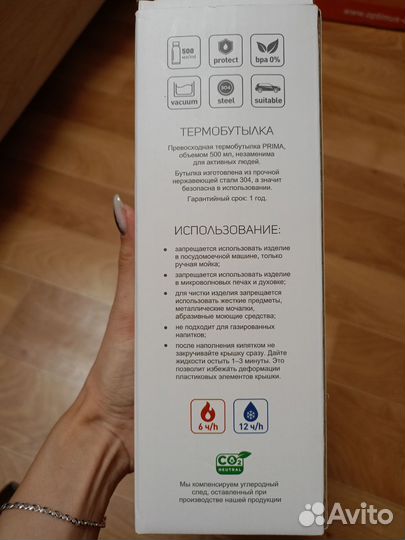 500
мл/ml
protect
bpa 0%
vacuum
304
steel
suitable
ТЕРМОБУТЫЛКА
Превосходная термобутылка PRIMA,
объемом 500 мл, незаменима
для активных людей.
Бутылка изготовлена из прочной
нержавеющей стали 304, а значит
безопасна в использовании.
Гарантийный срок: 1 год.
ИСПОЛЬЗОВАНИЕ:
• запрещается использовать изделие
в посудомоечной машине, только
ручная мойка;
• запрещается использовать изделие
в микроволновых печах и духовке;
• для чистки изделия запрещается
использовать жесткие предметы,
металлические мочалки,
абразивные моющие средства;
• не подходит для газированных
напитков;
• после наполнения кипятком не
закручивайте крышку сразу. Дайте
жидкости остыть 1–3 минуты. Это
позволит избежать деформации
пластиковых элементов крышки.
6 ч/h
12 ч/h
CO2
NEUTRAL
Мы компенсируем углеродный
след, оставленный при
производстве нашей продукции
Avito